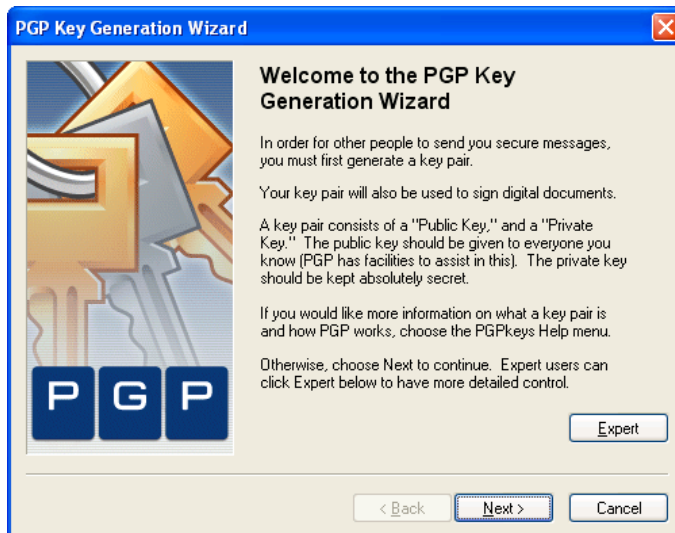 PGP Key Generation Wizard
Welcome to the PGP Key
Generation Wizard
In order for other people to send you secure messages,
you must first generate a key pair.
Your key pair will also be used to sign digital documents.
A key pair consists of a "Public Key," and a "Private
Key." The public key should be given to everyone you
know (PGP has facilities to assist in this). The private key
should be kept absolutely secret.
If you would like more information on what a key pair is
and how PGP works, choose the PGPkeys Help menu.
Otherwise, choose Next to continue. Expert users can
click Expert below to have more detailed control.
PGP
Expert
< Back Next > Cancel